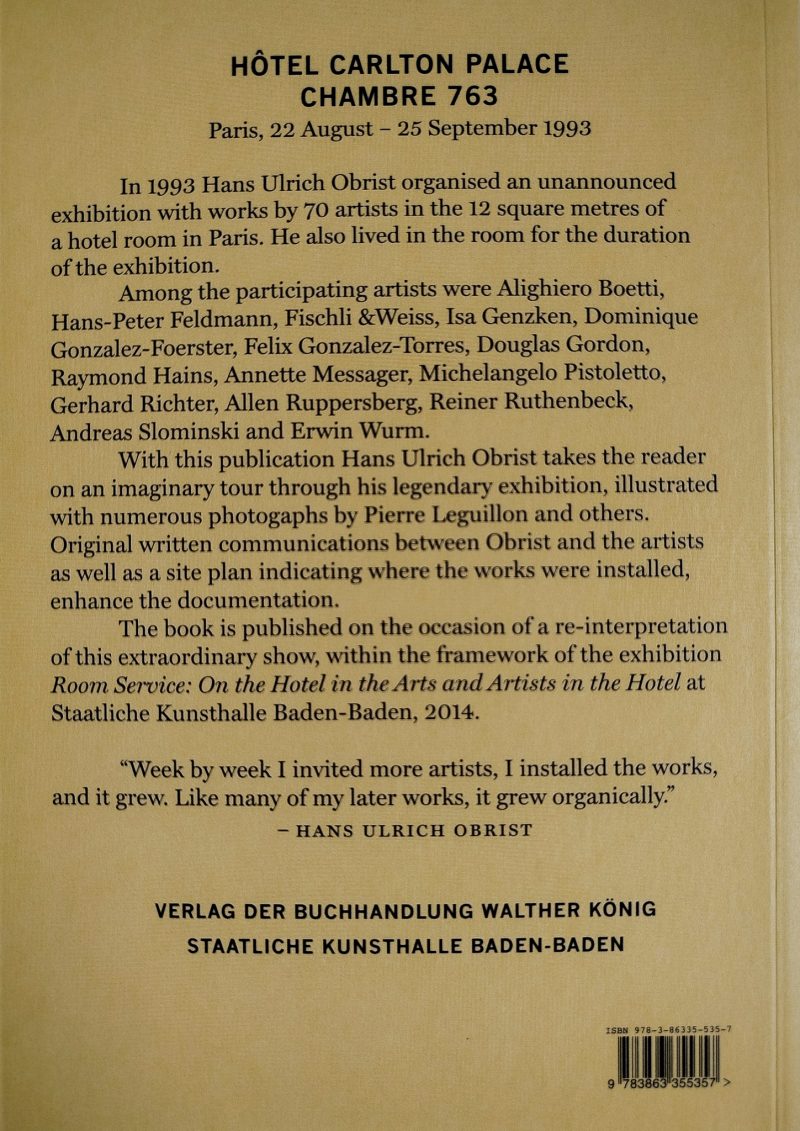 HÔTEL CARLTON PALACE
CHAMBRE 763
Paris, 22 August – 25 September 1993
In 1993 Hans Ulrich Obrist organised an unannounced
exhibition with works by 70 artists in the 12 square metres of
a hotel room in Paris. He also lived in the room for the duration
of the exhibition.
Among the participating artists were Alighiero Boetti,
Hans-Peter Feldmann, Fischli &Weiss, Isa Genzken, Dominique
Gonzalez-Foerster, Felix Gonzalez-Torres, Douglas Gordon,
Raymond Hains, Annette Messager, Michelangelo Pistoletto,
Gerhard Richter, Allen Ruppersberg, Reiner Ruthenbeck,
Andreas Slominski and Erwin Wurm.
With this publication Hans Ulrich Obrist takes the reader
on an imaginary tour through his legendary exhibition, illustrated
with numerous photogaphs by Pierre Leguillon and others.
Original written communications between Obrist and the artists
as well as a site plan indicating where the works were installed,
enhance the documentation.
The book is published on the occasion of a re-interpretation
of this extraordinary show, within the framework of the exhibition
Room Service: On the Hotel in the Arts and Artists in the Hotel at
Staatliche Kunsthalle Baden-Baden, 2014.
“Week by week I invited more artists, I installed the works,
and it grew. Like many of my later works, it grew organically.”
– HANS ULRICH OBRIST
VERLAG DER BUCHHANDLUNG WALTHER KÖNIG
STAATLICHE KUNSTHALLE BADEN-BADEN
ISBN 978-3-86335-535-7
9 783863 355357 >